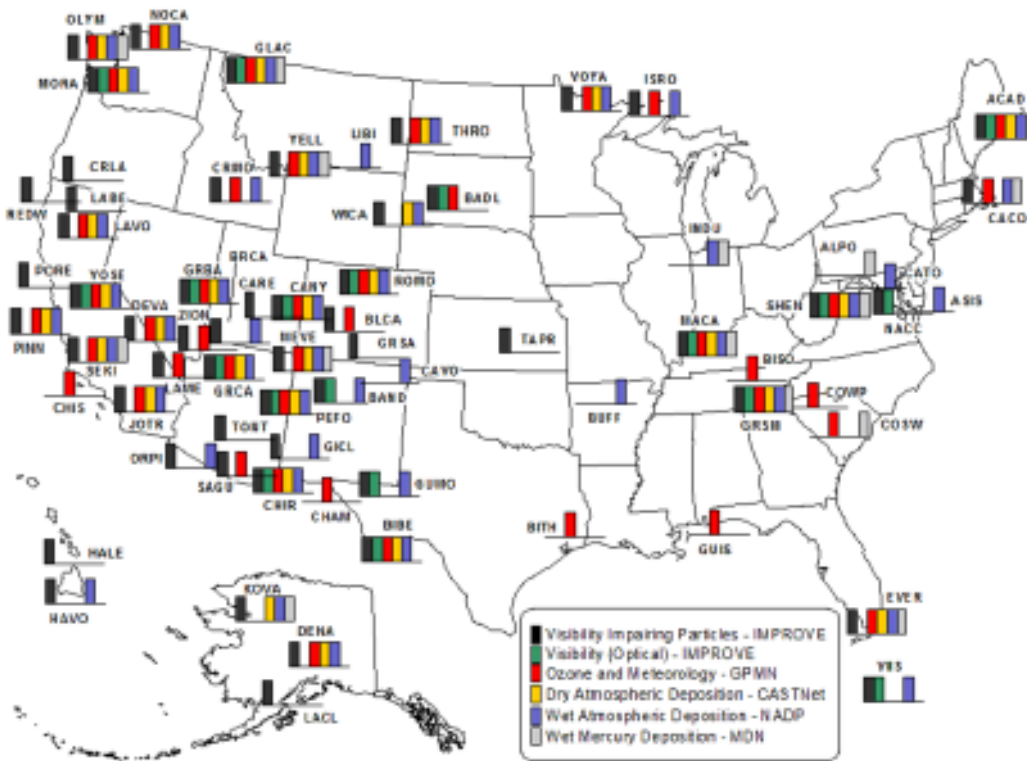 OLYM
NOCA
GLAC
MORA
VOYA
ISRO
ACAD
THRO
LIBI
YELL
CRMO
CRLA
REDW
LABE
LAVO
BADL
WICA
CACO
INDU
ALPO
CATO
ASIS
NACC
SHEN
BRCA
GRBA
CARE
CANY
ROMO
PORE
YOSE
DEVA
ZION
BLCA
GRSA
TAPR
MACA
PINN
SEKI
LAME
GRCA
MEVE
CAVO
BISO
COWP
COSW
GRSM
BUFF
CHIS
JOTR
PEFO
BAND
TONT
GICL
ORPI
SAGU
CHIR
CHAM
GUMO
BIBE
BITH
GUIS
EVER
VIIS
HALE
HAVO
KOVA
DENA
LACL
Visibility Impairing Particles - IMPROVE
Visibility (Optical) - IMPROVE
Ozone and Meteorology - GPMN
Dry Atmospheric Deposition - CASTNet
Wet Atmospheric Deposition - NADP
Wet Mercury Deposition - MDN